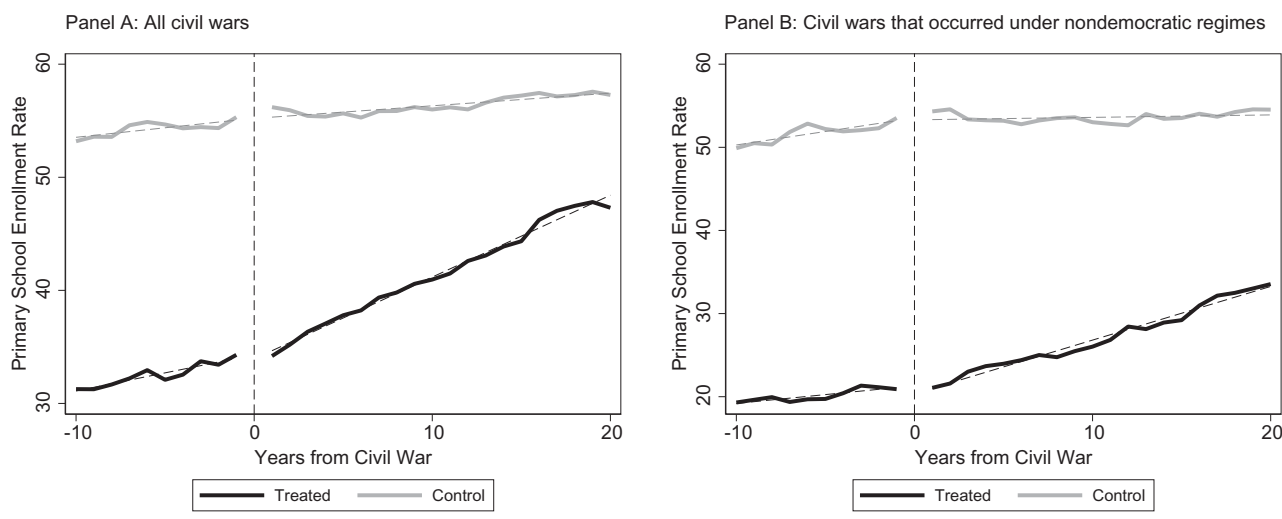 Panel A: All civil wars
Primary School Enrollment Rate
60
50
40
30
-10 0 10 20
Years from Civil War
Treated Control
Panel B: Civil wars that occurred under nondemocratic regimes
Primary School Enrollment Rate
60
50
40
30
20
-10 0 10 20
Years from Civil War
Treated Control